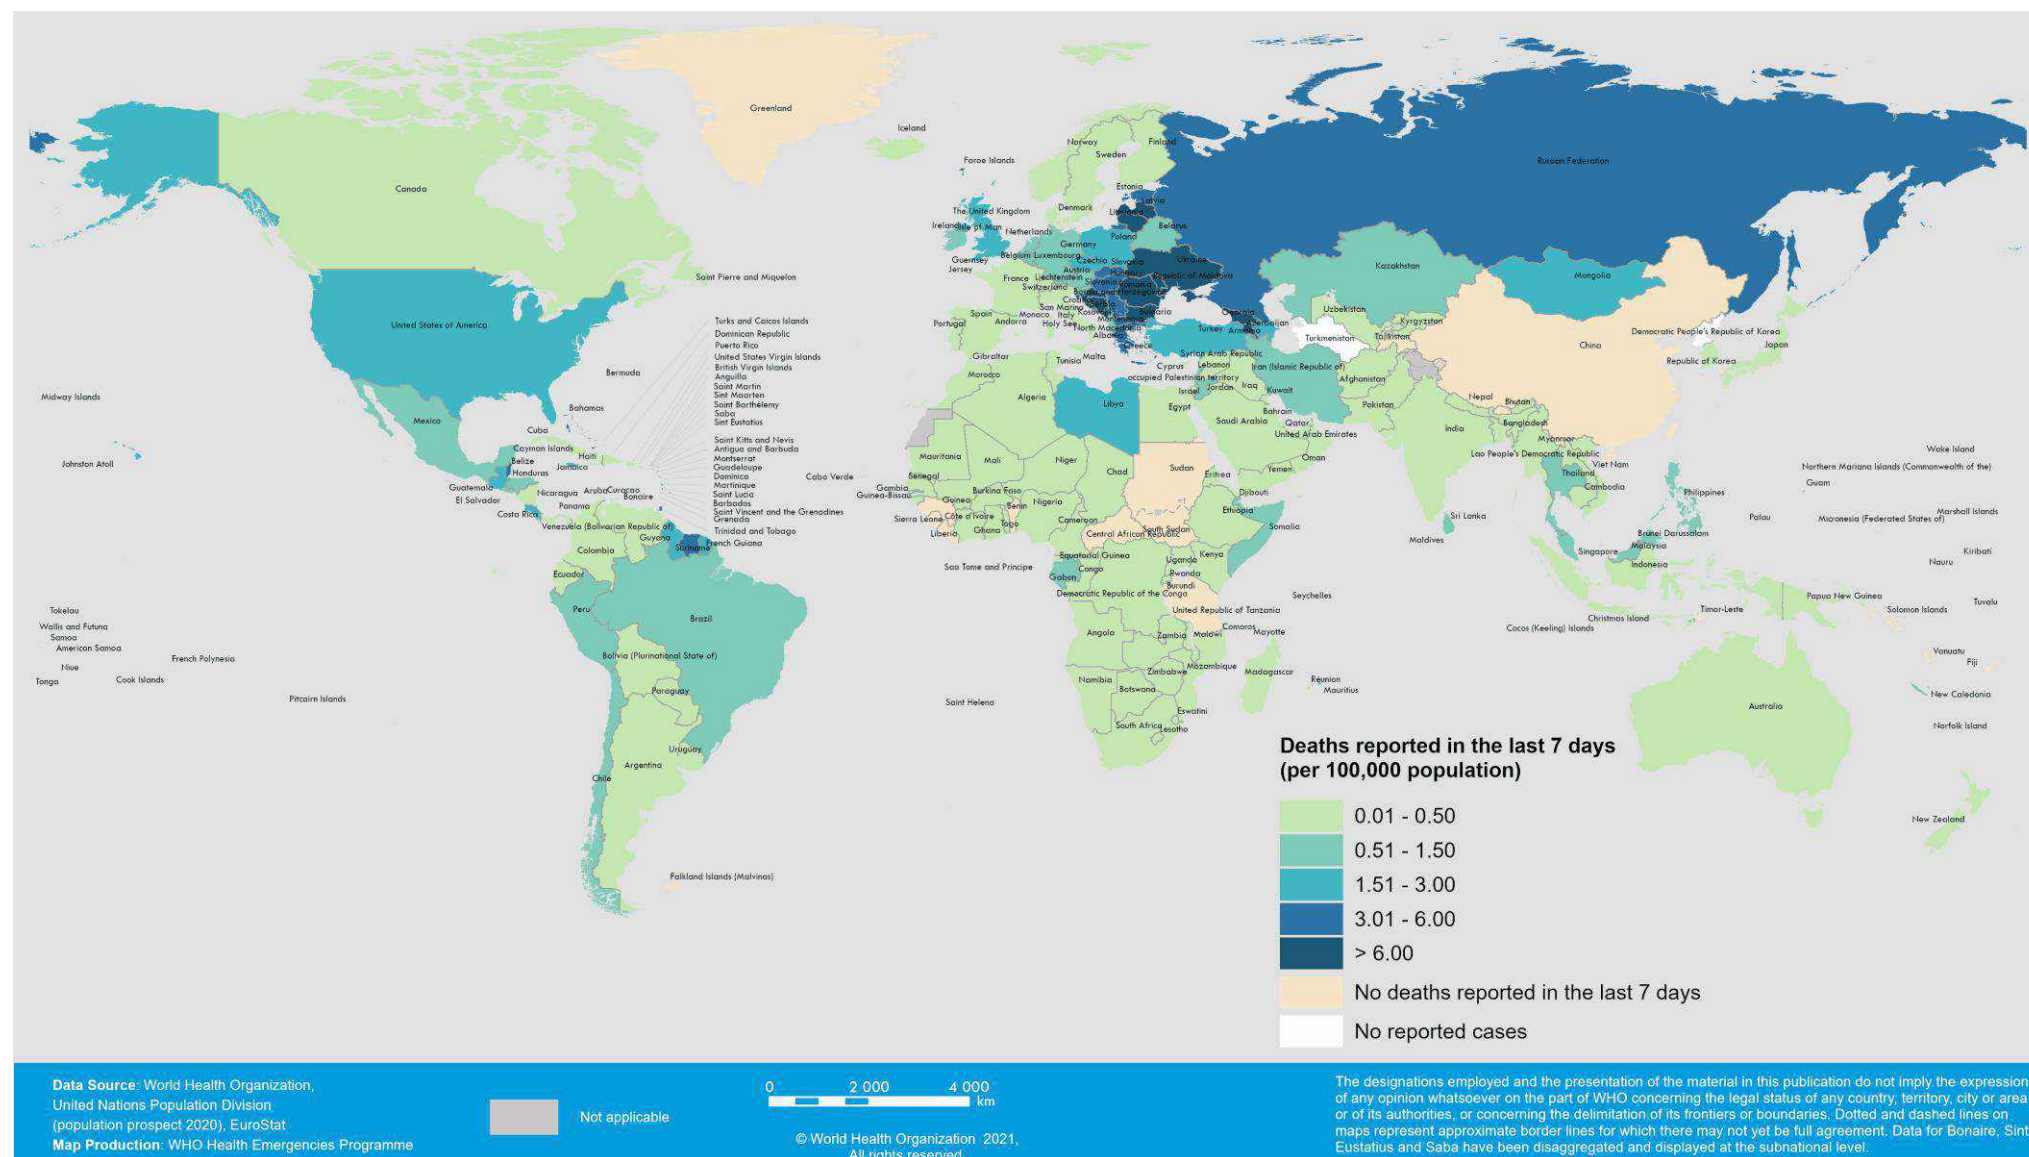 Greenland
Iceland
Faroe Islands
Norway
Sweden
Finland
Russian Federation
Canada
Estonia
Latvia
Lithuania
Denmark
The United Kingdom
Ireland
Isle of Man
Netherlands
Belarus
Poland
Germany
Belgium
Luxembourg
Guernsey
Jersey
Czechia
Slovakia
Ukraine
Austria
Hungary
Republic of Moldova
France
Liechtenstein
Switzerland
Slovenia
Romania
Bosnia and Herzegovina
Croatia
Serbia
San Marino
Kosovo
Monaco
Italy
Spain
Andorra
Portugal
Holy See
Montenegro
Bulgaria
North Macedonia
Albania
Greece
Turkey
Georgia
Armenia
Azerbaijan
Kazakhstan
Mongolia
Uzbekistan
Kyrgyzstan
Turkmenistan
Tajikistan
China
Democratic People's Republic of Korea
Republic of Korea
Japan
Saint Pierre and Miquelon
United States of America
Turks and Caicos Islands
Dominican Republic
Puerto Rico
United States Virgin Islands
British Virgin Islands
Anguilla
Saint Martin
Sint Maarten
Saint Barthélemy
Saba
Sint Eustatius
Saint Kitts and Nevis
Antigua and Barbuda
Montserrat
Guadeloupe
Dominica
Martinique
Saint Lucia
Barbados
Saint Vincent and the Grenadines
Grenada
Trinidad and Tobago
Bermuda
Bahamas
Midway Islands
Johnston Atoll
Mexico
Cuba
Cayman Islands
Haiti
Belize
Jamaica
Honduras
Guatemala
El Salvador
Nicaragua
Aruba
Curacao
Bonaire
Panama
Costa Rica
Venezuela (Bolivarian Republic of)
Guyana
Suriname
French Guiana
Colombia
Ecuador
Peru
Brazil
Bolivia (Plurinational State of)
Paraguay
Uruguay
Argentina
Chile
Falkland Islands (Malvinas)
Tokelau
Wallis and Futuna
Samoa
American Samoa
Niue
Tonga
Cook Islands
French Polynesia
Pitcairn Islands
Gibraltar
Tunisia
Malta
Cyprus
Syrian Arab Republic
Lebanon
occupied Palestinian territory
Israel
Jordan
Iraq
Iran (Islamic Republic of)
Kuwait
Afghanistan
Pakistan
Morocco
Algeria
Libya
Egypt
Saudi Arabia
Bahrain
Qatar
United Arab Emirates
Oman
Yemen
Nepal
Bhutan
India
Bangladesh
Myanmar
Lao People's Democratic Republic
Viet Nam
Thailand
Cambodia
Philippines
Sri Lanka
Maldives
Brunei Darussalam
Malaysia
Singapore
Indonesia
Cabo Verde
Mauritania
Mali
Niger
Chad
Sudan
Eritrea
Djibouti
Senegal
Gambia
Guinea-Bissau
Guinea
Burkina Faso
Benin
Nigeria
Sierra Leone
Côte d'Ivoire
Togo
Ghana
Liberia
Cameroon
Central African Republic
South Sudan
Ethiopia
Somalia
Sao Tome and Principe
Equatorial Guinea
Gabon
Congo
Uganda
Kenya
Rwanda
Burundi
Democratic Republic of the Congo
United Republic of Tanzania
Seychelles
Angola
Zambia
Malawi
Comoros
Mayotte
Mozambique
Zimbabwe
Namibia
Botswana
Madagascar
Réunion
Mauritius
Saint Helena
Eswatini
South Africa
Lesotho
Wake Island
Northern Mariana Islands (Commonwealth of the)
Guam
Palau
Marshall Islands
Micronesia (Federated States of)
Kiribati
Nauru
Papua New Guinea
Solomon Islands
Tuvalu
Timor-Leste
Christmas Island
Cocos (Keeling) Islands
Vanuatu
Fiji
New Caledonia
Norfolk Island
Australia
New Zealand
Deaths reported in the last 7 days
(per 100,000 population)
0.01 - 0.50
0.51 - 1.50
1.51 - 3.00
3.01 - 6.00
> 6.00
No deaths reported in the last 7 days
No reported cases
Data Source: World Health Organization,
United Nations Population Division
(population prospect 2020), EuroStat
Map Production: WHO Health Emergencies Programme
Not applicable
0 2 000 4 000
km
© World Health Organization 2021,
All rights reserved
The designations employed and the presentation of the material in this publication do not imply the expression
of any opinion whatsoever on the part of WHO concerning the legal status of any country, territory, city or area
or of its authorities, or concerning the delimitation of its frontiers or boundaries. Dotted and dashed lines on
maps represent approximate border lines for which there may not yet be full agreement. Data for Bonaire, Sint
Eustatius and Saba have been disaggregated and displayed at the subnational level.